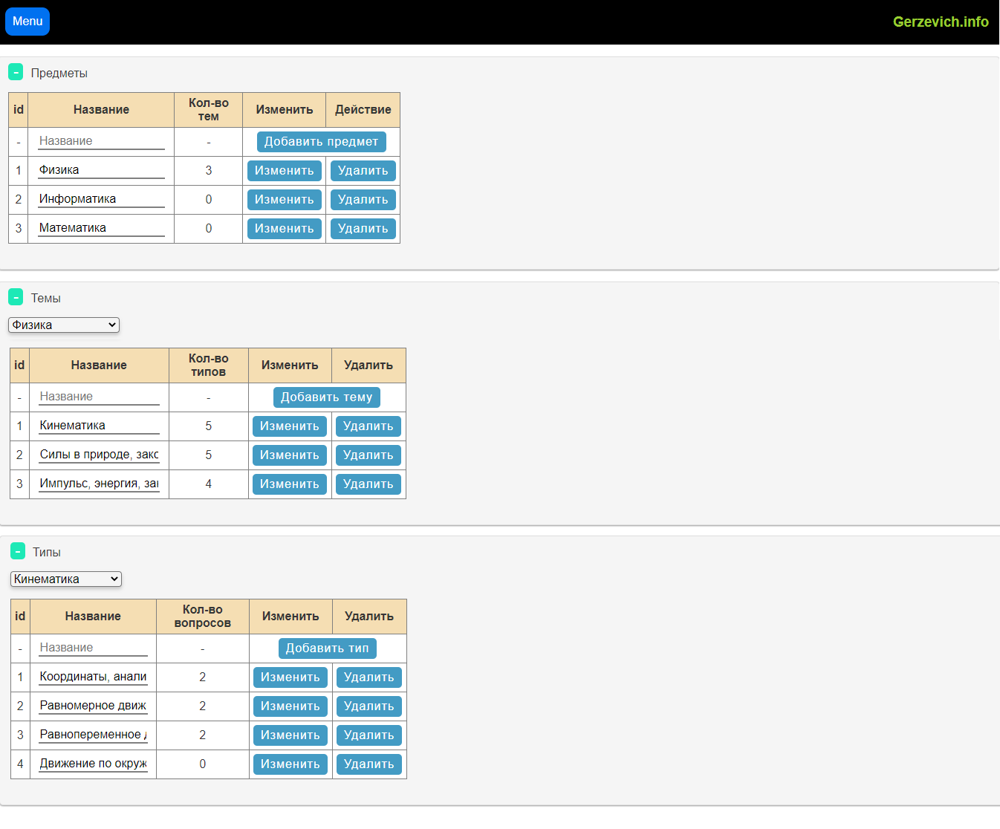 Menu
Gerzevich.info
- Предметы
id Название Кол-во тем Изменить Действие
- Название - Добавить предмет
1 Физика 3 Изменить Удалить
2 Информатика 0 Изменить Удалить
3 Математика 0 Изменить Удалить
- Темы
Физика
id Название Кол-во типов Изменить Удалить
- Название - Добавить тему
1 Кинематика 5 Изменить Удалить
2 Силы в природе, зако 5 Изменить Удалить
3 Импульс, энергия, за 4 Изменить Удалить
- Типы
Кинематика
id Название Кол-во вопросов Изменить Удалить
- Название - Добавить тип
1 Координаты, анали 2 Изменить Удалить
2 Равномерное движ 2 Изменить Удалить
3 Равнопеременное 2 Изменить Удалить
4 Движение по окруж 0 Изменить Удалить